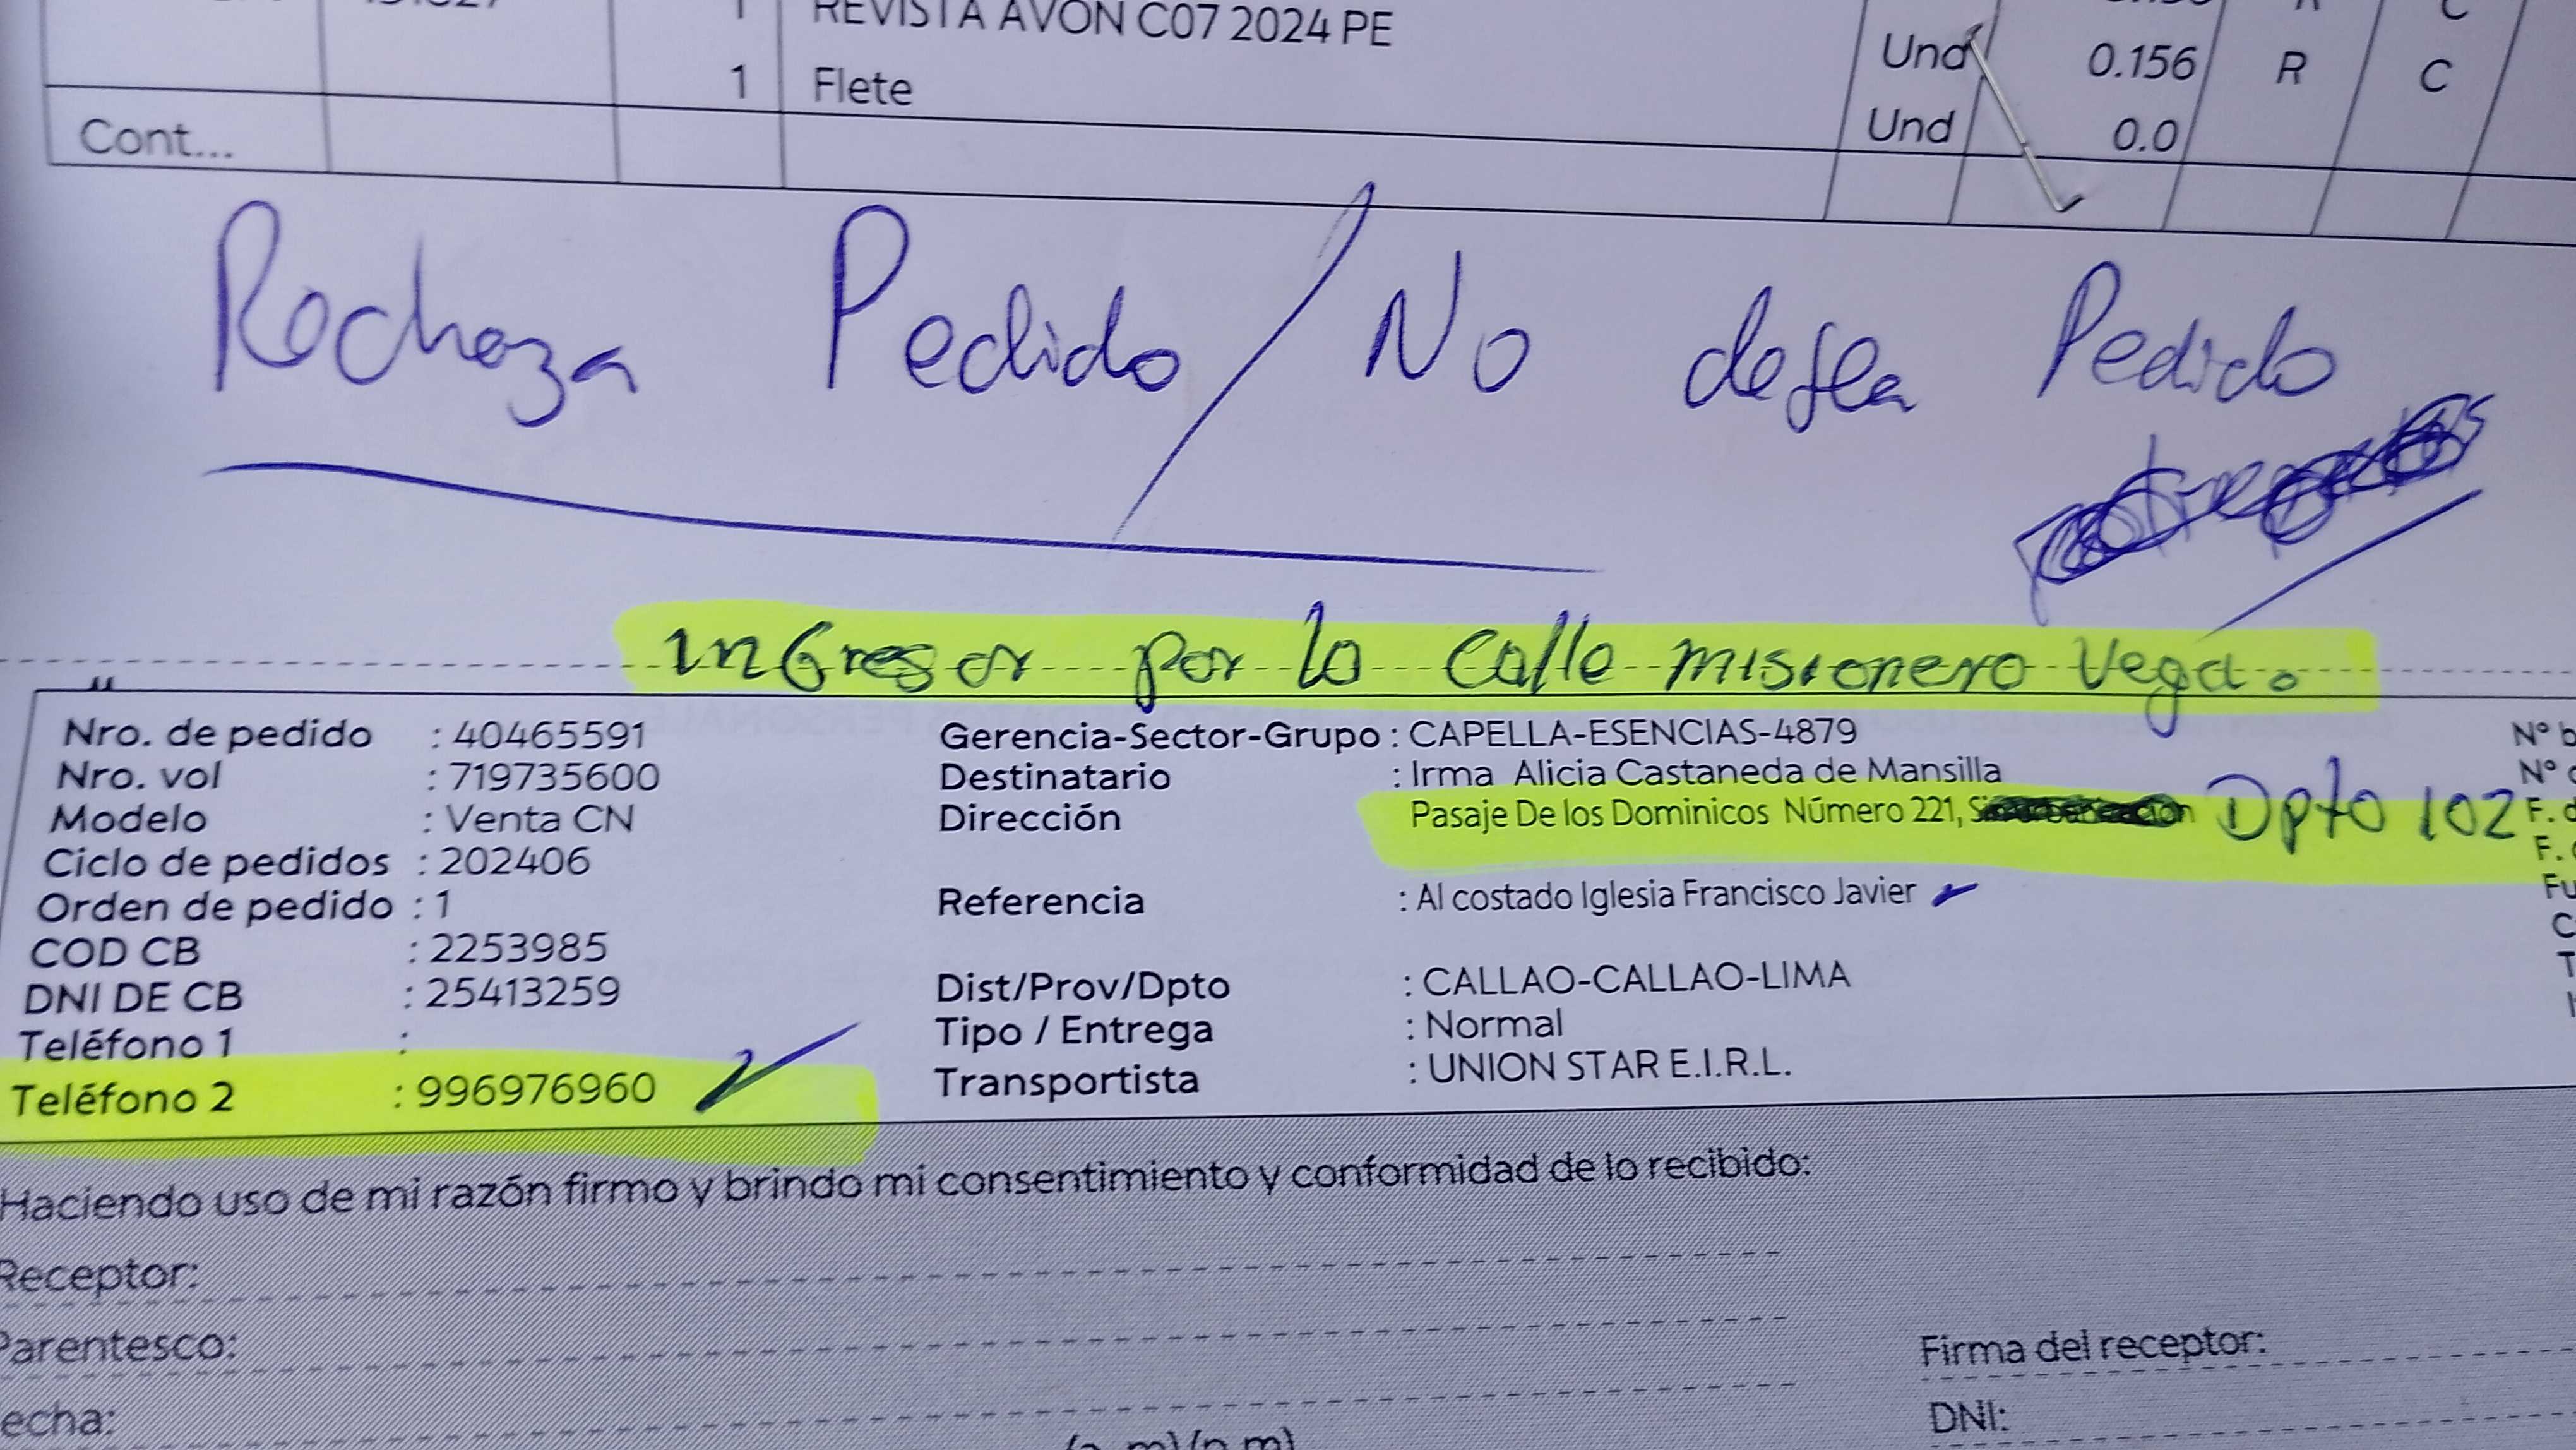 1 REVISTA AVON C07 2024 PE Und 0.156 R C
1 Flete Und 0.0
Cont...
Rechaza Pedido / No desea Pedido
inGresar por la calle misionero Vega.
Nro. de pedido : 40465591
Nro. vol : 719735600
Modelo : Venta CN
Ciclo de pedidos : 202406
Orden de pedido : 1
COD CB : 2253985
DNI DE CB : 25413259
Teléfono 1 :
Teléfono 2 : 996976960
Gerencia-Sector-Grupo : CAPELLA-ESENCIAS-4879
Destinatario : Irma Alicia Castaneda de Mansilla
Dirección Pasaje De los Dominicos Número 221, Dpto 102
Referencia : Al costado Iglesia Francisco Javier
Dist/Prov/Dpto : CALLAO-CALLAO-LIMA
Tipo / Entrega : Normal
Transportista : UNION STAR E.I.R.L.
Haciendo uso de mi razón firmo y brindo mi consentimiento y conformidad de lo recibido:
Receptor:
Parentesco:
Firma del receptor:
DNI: